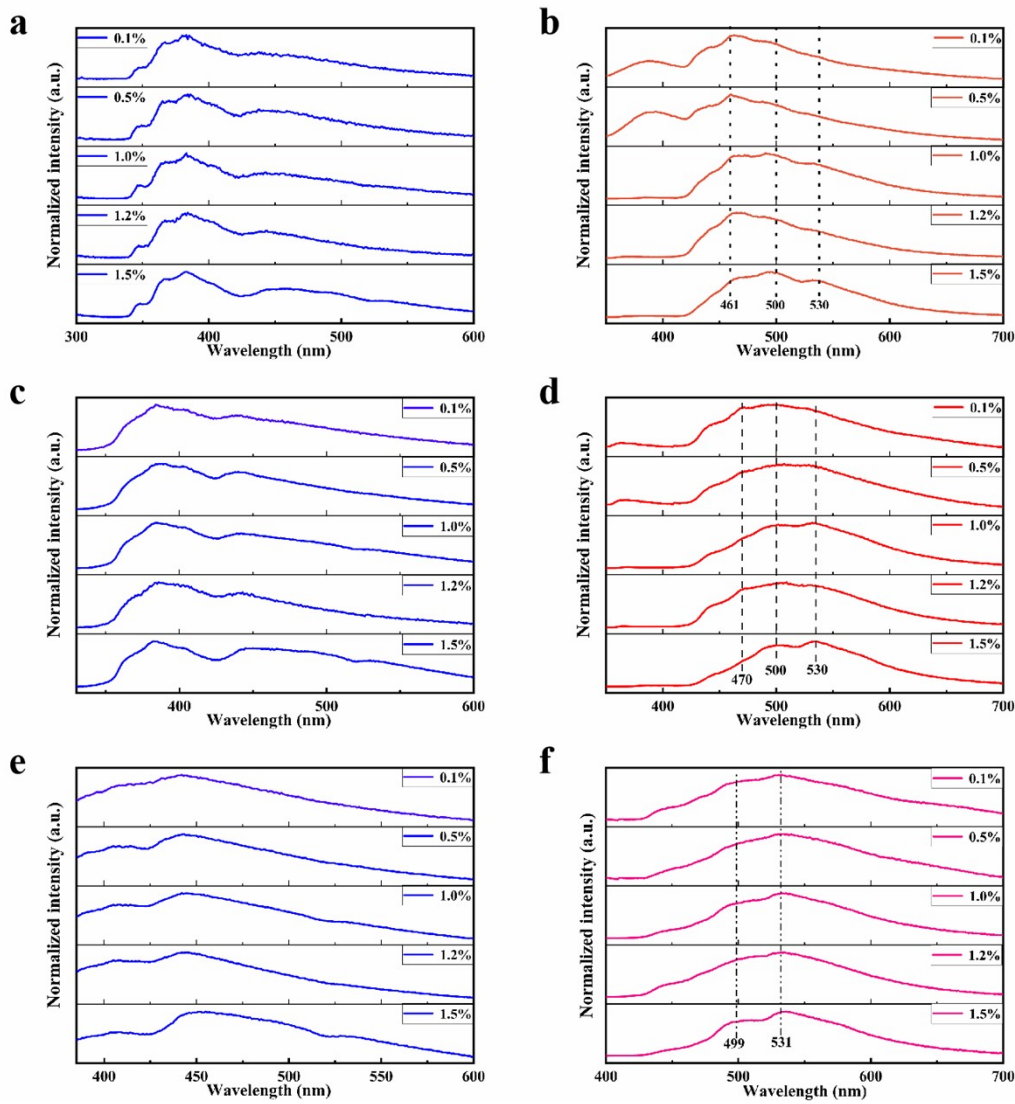 a
0.1%
0.5%
1.0%
1.2%
1.5%
Normalized intensity (a.u.)
300 400 500 600
Wavelength (nm)
b
0.1%
0.5%
1.0%
1.2%
1.5%
461 500 530
Normalized intensity (a.u.)
400 500 600 700
Wavelength (nm)
c
0.1%
0.5%
1.0%
1.2%
1.5%
Normalized intensity (a.u.)
400 500 600
Wavelength (nm)
d
0.1%
0.5%
1.0%
1.2%
1.5%
470 500 530
Normalized intensity (a.u.)
400 500 600 700
Wavelength (nm)
e
0.1%
0.5%
1.0%
1.2%
1.5%
Normalized intensity (a.u.)
400 450 500 550 600
Wavelength (nm)
f
0.1%
0.5%
1.0%
1.2%
1.5%
499 531
Normalized intensity (a.u.)
400 500 600 700
Wavelength (nm)